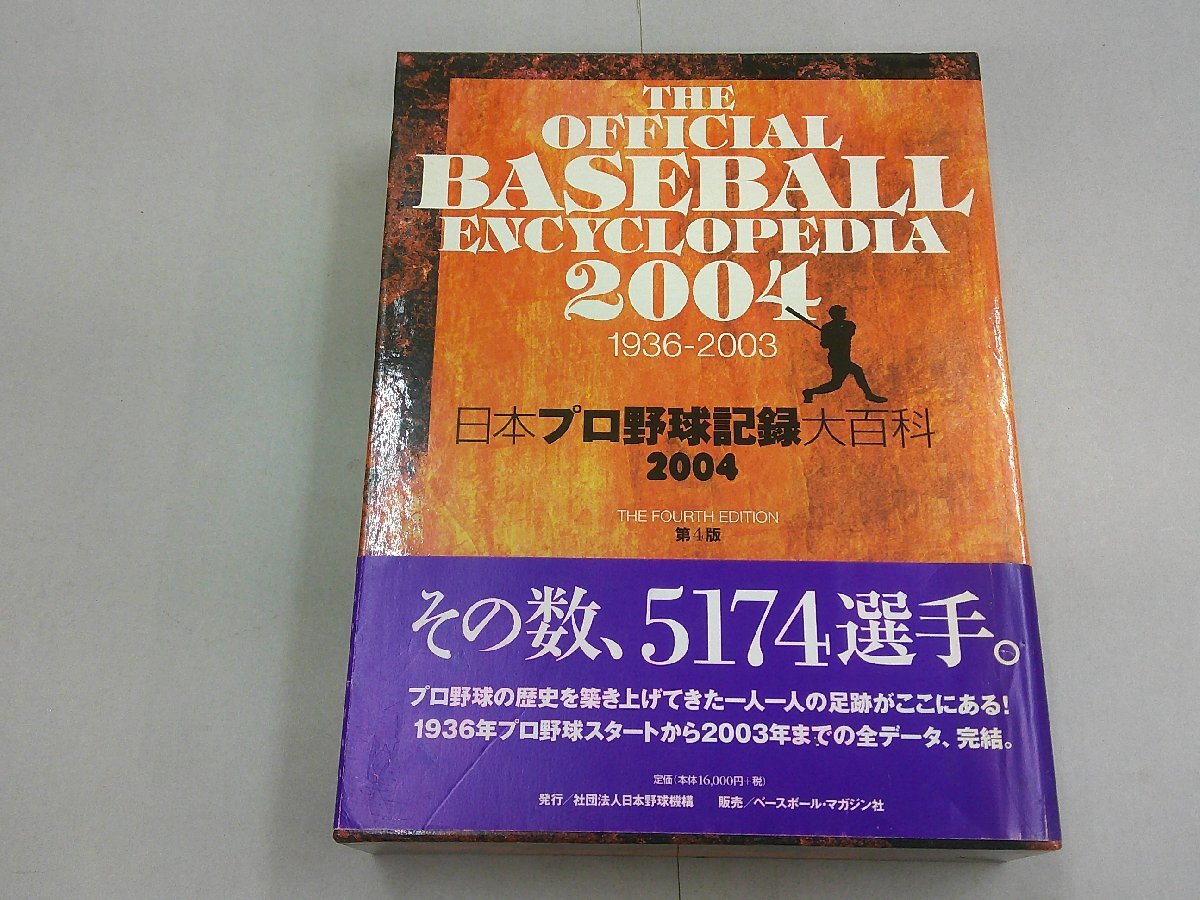 THE
OFFICIAL
BASEBALL
ENCYCLOPEDIA
2004
1936-2003
日本プロ野球記録大百科
2004
THE FOURTH EDITION
第4版
その数、5174選手。
プロ野球の歴史を築き上げてきた一人一人の足跡がここにある!
1936年プロ野球スタートから2003年までの全データ、完結。
定価(本体16,000円+税)
発行/社団法人日本野球機構　販売/ベースボール・マガジン社